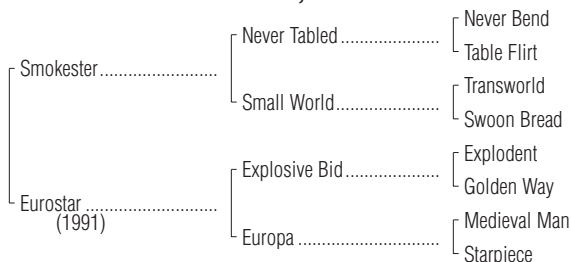 Never Bend
Never Tabled
Table Flirt
Smokester
Transworld
Small World
Swoon Bread
Explodent
Explosive Bid
Golden Way
Eurostar
(1991)
Medieval Man
Europa
Starpiece